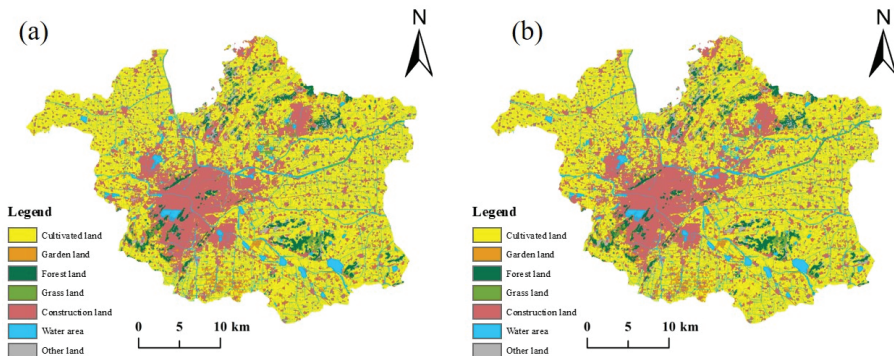 (a)
N
Legend
Cultivated land
Garden land
Forest land
Grass land
Construction land
Water area
Other land
0 5 10 km
(b)
N
Legend
Cultivated land
Garden land
Forest land
Grass land
Construction land
Water area
Other land
0 5 10 km